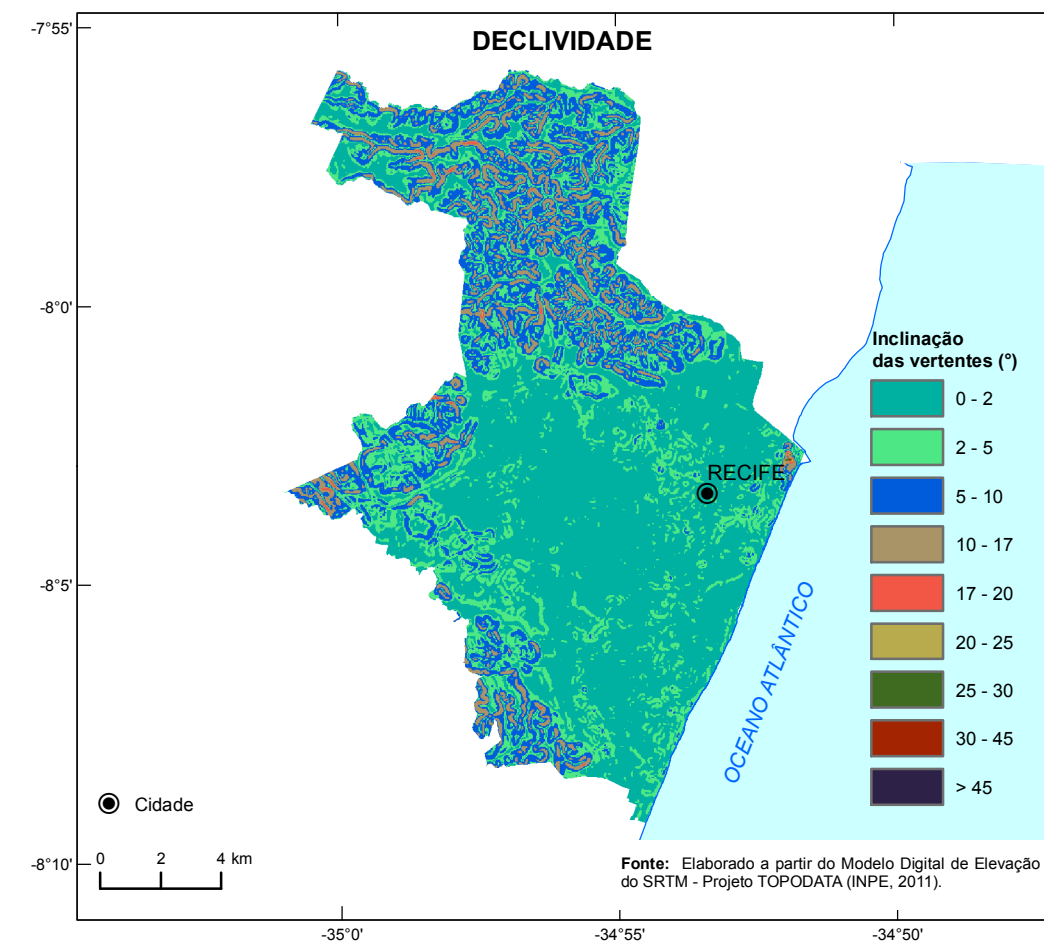 DECLIVIDADE
-7°55'
-8°0'
-8°5'
-8°10'
RECIFE
OCEANO ATLÂNTICO
Inclinação
das vertentes (°)
0 - 2
2 - 5
5 - 10
10 - 17
17 - 20
20 - 25
25 - 30
30 - 45
> 45
Cidade
0 2 4 km
Fonte: Elaborado a partir do Modelo Digital de Elevação
do SRTM - Projeto TOPODATA (INPE, 2011).
-35°0' -34°55' -34°50'